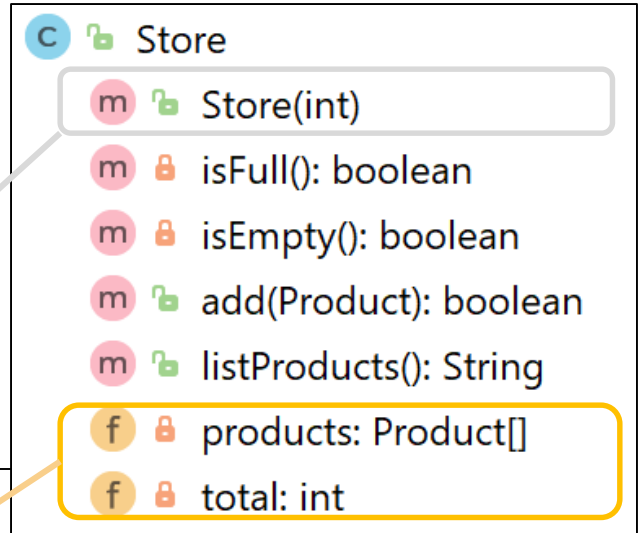 C Store
m Store(int)
m isFull(): boolean
m isEmpty(): boolean
m add(Product): boolean
m listProducts(): String
f products: Product[]
f total: int